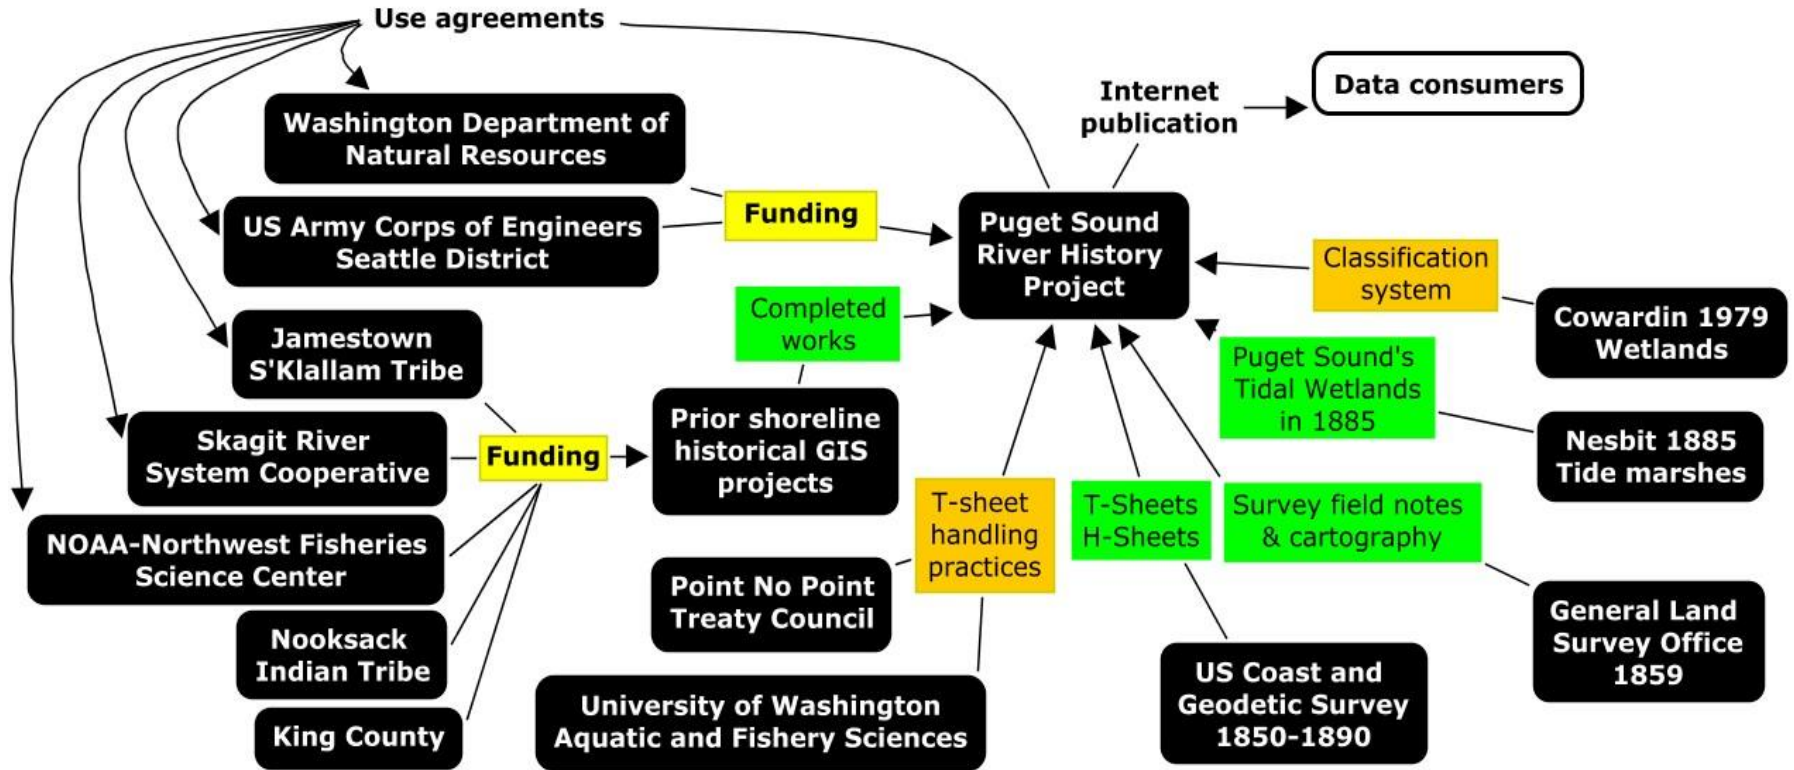 Use agreements
Internet
publication
Data consumers
Washington Department of
Natural Resources
US Army Corps of Engineers
Seattle District
Funding
Puget Sound
River History
Project
Classification
system
Cowardin 1979
Wetlands
Completed
works
Jamestown
S'Klallam Tribe
Puget Sound's
Tidal Wetlands
in 1885
Nesbit 1885
Tide marshes
Skagit River
System Cooperative
Funding
Prior shoreline
historical GIS
projects
T-sheet
handling
practices
T-Sheets
H-Sheets
Survey field notes
& cartography
NOAA-Northwest Fisheries
Science Center
Point No Point
Treaty Council
General Land
Survey Office
1859
Nooksack
Indian Tribe
University of Washington
Aquatic and Fishery Sciences
US Coast and
Geodetic Survey
1850-1890
King County